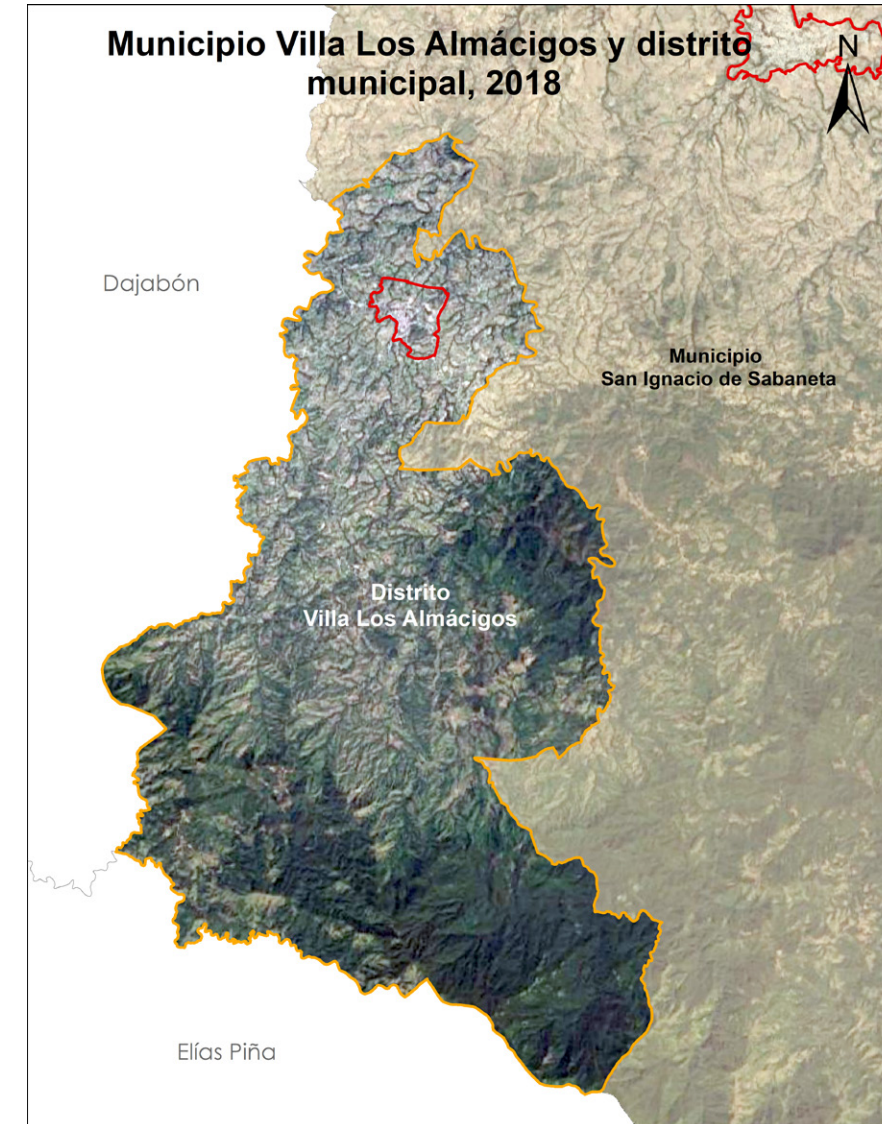 Municipio Villa Los Almácigos y distrito
municipal, 2018
N
Dajabón
Municipio
San Ignacio de Sabaneta
Distrito
Villa Los Almácigos
Elías Piña